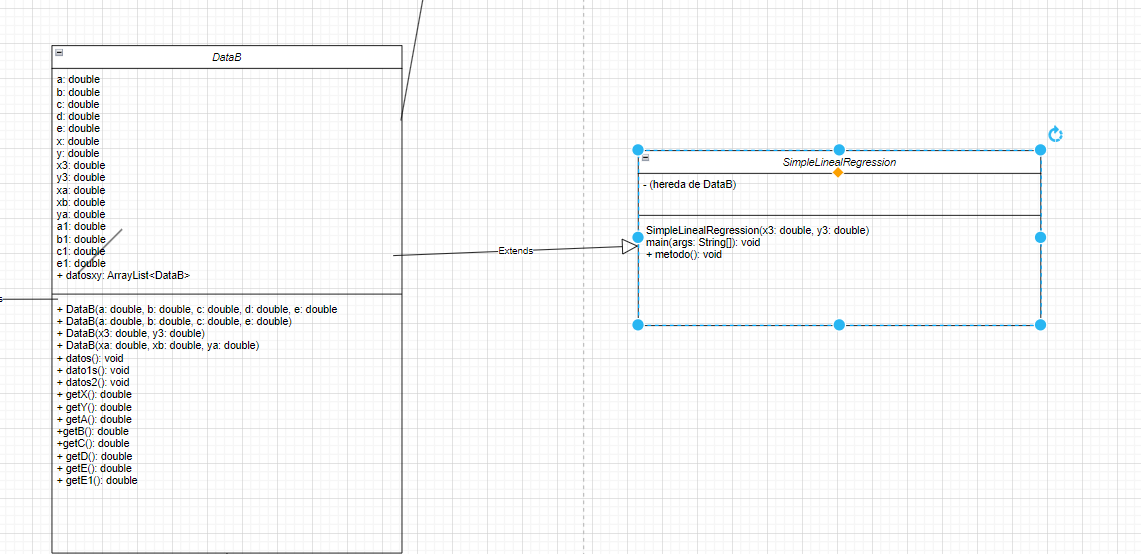 DataB
a: double
b: double
c: double
d: double
e: double
x: double
y: double
x3: double
y3: double
xa: double
xb: double
ya: double
a1: double
b1: double
c1: double
e1: double
+ datosxy: ArrayList<DataB>
+ DataB(a: double, b: double, c: double, d: double, e: double
+ DataB(a: double, b: double, c: double, e: double)
+ DataB(x3: double, y3: double)
+ DataB(xa: double, xb: double, ya: double)
+ datos(): void
+ dato1s(): void
+ datos2(): void
+ getX(): double
+ getY(): double
+ getA(): double
+getB(): double
+getC(): double
+ getD(): double
+ getE(): double
+ getE1(): double
Extends
SimpleLinealRegression
- (hereda de DataB)
SimpleLinealRegression(x3: double, y3: double)
main(args: String[]): void
+ metodo(): void